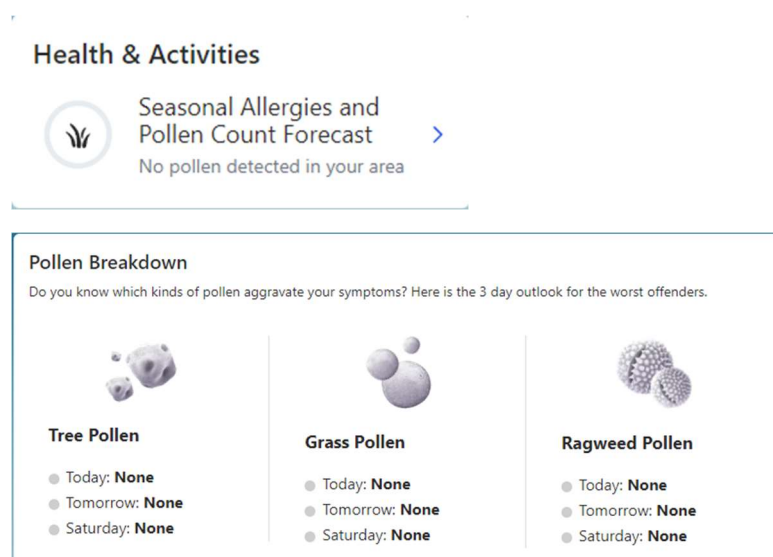 Health & Activities
Seasonal Allergies and
Pollen Count Forecast
No pollen detected in your area
Pollen Breakdown
Do you know which kinds of pollen aggravate your symptoms? Here is the 3 day outlook for the worst offenders.
Tree Pollen
Today: None
Tomorrow: None
Saturday: None
Grass Pollen
Today: None
Tomorrow: None
Saturday: None
Ragweed Pollen
Today: None
Tomorrow: None
Saturday: None